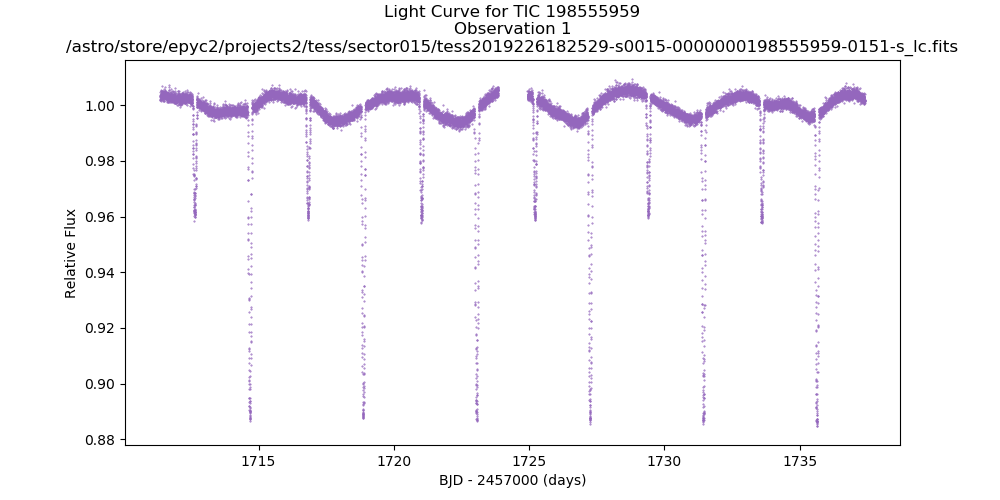 Light Curve for TIC 198555959
Observation 1
/astro/store/epyc2/projects2/tess/sector015/tess2019226182529-s0015-0000000198555959-0151-s_lc.fits
1.00
0.98
0.96
0.94
0.92
0.90
0.88
Relative Flux
1715
1720
1725
1730
1735
BJD - 2457000 (days)